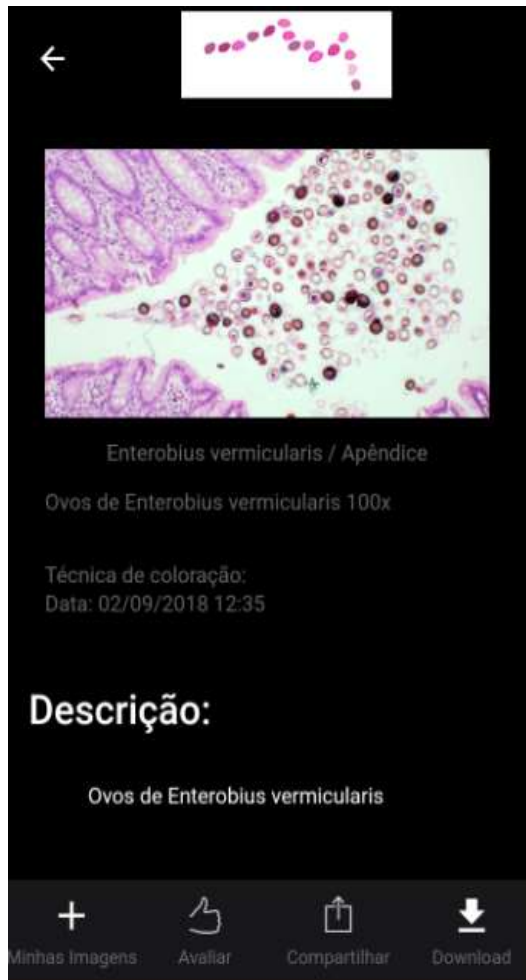 Enterobius vermicularis / Apêndice
Ovos de Enterobius vermicularis 100x
Técnica de coloração:
Data: 02/09/2018 12:35
Descrição:
Ovos de Enterobius vermicularis
Minhas Imagens Avaliar Compartilhar Download